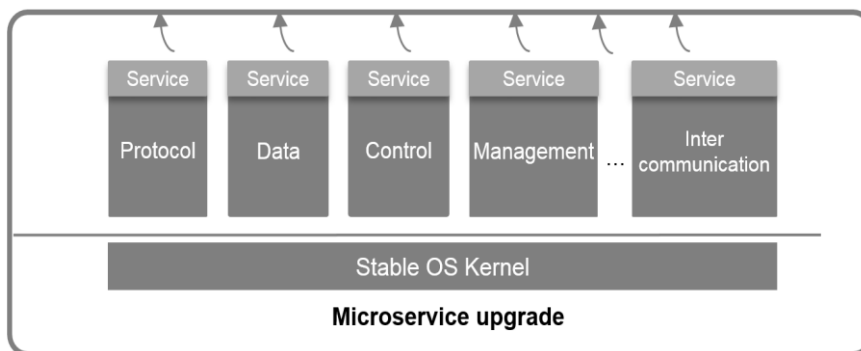 Service Service Service Service Service
Protocol Data Control Management ... Inter
communication
Stable OS Kernel
Microservice upgrade